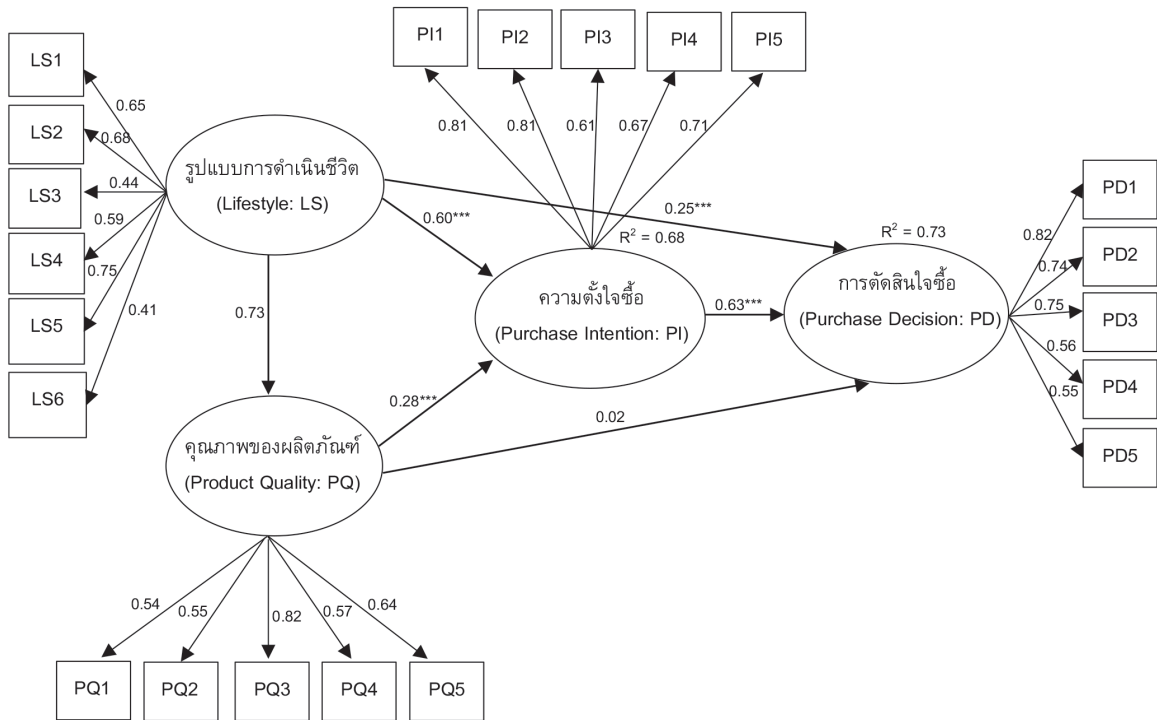 PI1
PI2
PI3
PI4
PI5
LS1
LS2
LS3
LS4
LS5
LS6
0.65
0.68
0.44
0.59
0.75
0.41
0.81
0.81
0.61
0.67
0.71
รูปแบบการดำเนินชีวิต
(Lifestyle: LS)
0.60***
0.25***
R² = 0.68
R² = 0.73
ความตั้งใจซื้อ
(Purchase Intention: PI)
0.63***
การตัดสินใจซื้อ
(Purchase Decision: PD)
0.82
0.74
0.75
0.56
0.55
PD1
PD2
PD3
PD4
PD5
0.73
0.28***
0.02
คุณภาพของผลิตภัณฑ์
(Product Quality: PQ)
0.54
0.55
0.82
0.57
0.64
PQ1
PQ2
PQ3
PQ4
PQ5